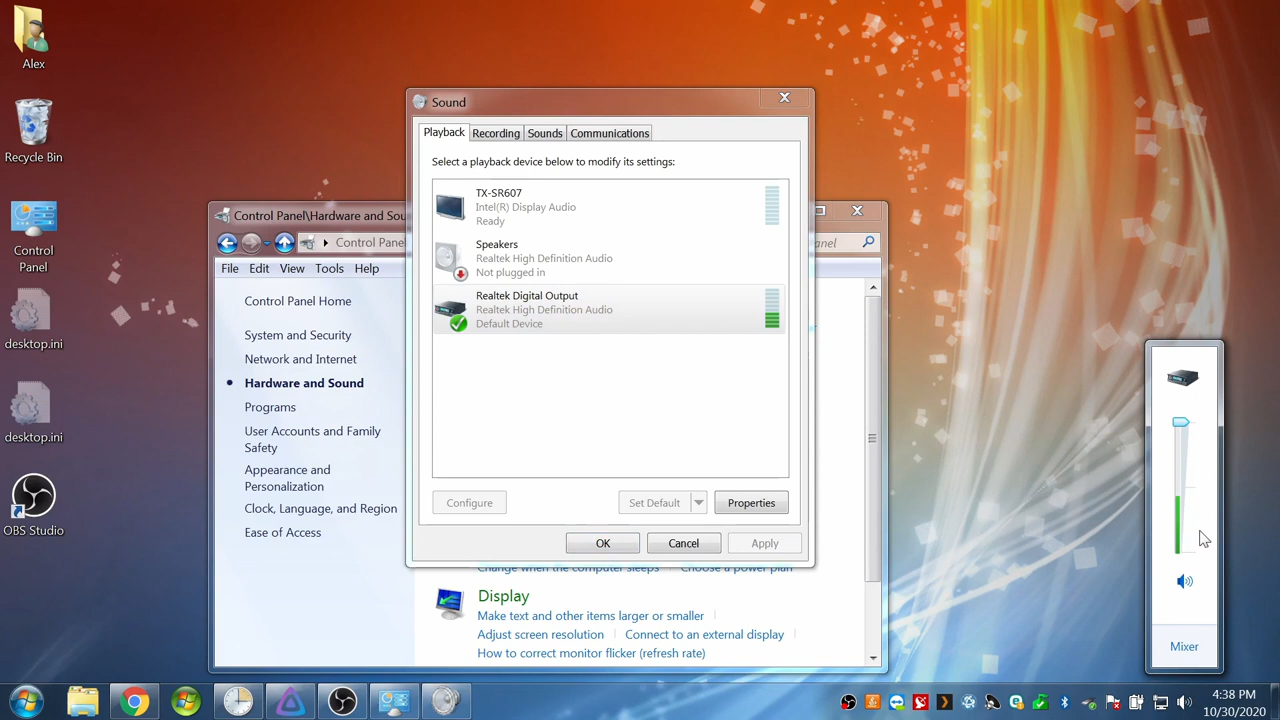 Alex
Recycle Bin
Control
Panel
desktop.ini
desktop.ini
OBS Studio
Sound
Playback
Recording
Sounds
Communications
Select a playback device below to modify its settings:
TX-SR607
Intel(R) Display Audio
Ready
Speakers
Realtek High Definition Audio
Not plugged in
Realtek Digital Output
Realtek High Definition Audio
Default Device
Configure
Set Default
Properties
OK
Cancel
Apply
Control Panel\Hardware and Sou
Control Pane
anel
File Edit View Tools Help
Control Panel Home
System and Security
Network and Internet
Hardware and Sound
Programs
User Accounts and Family
Safety
Appearance and
Personalization
Clock, Language, and Region
Ease of Access
Change when the computer sleeps
Choose a power plan
Display
Make text and other items larger or smaller
Adjust screen resolution
Connect to an external display
How to correct monitor flicker (refresh rate)
Mixer
4:38 PM
10/30/2020